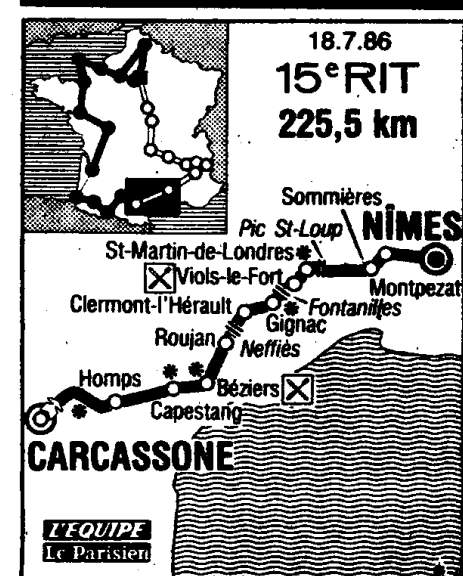 18.7.86
15e RIT
225,5 km
Sommières
Pic St-Loup
NÎMES
St-Martin-de-Londres
Viols-le-Fort
Montpezat
Clermont-l'Hérault
Fontanilles
Gignac
Roujan
Neffiès
Homps
Béziers
Capestang
CARCASSONE
L'EQUIPE
Le Parisien